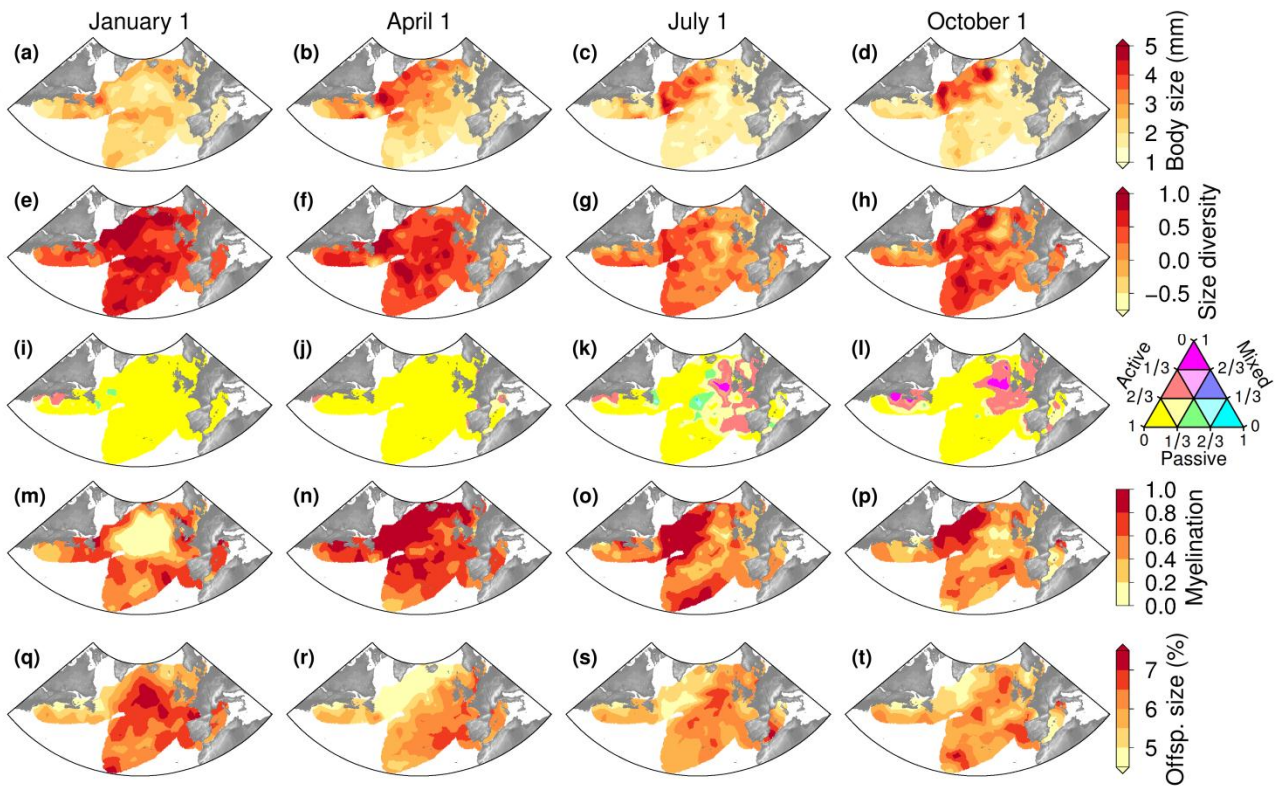 January 1 April 1 July 1 October 1
(a) (b) (c) (d)
5
4
3
2
1
Body size (mm)
(e) (f) (g) (h)
1.0
0.5
0.0
−0.5
Size diversity
(i) (j) (k) (l)
0 1
1/3 2/3
2/3 1/3
1 0
0 1/3 2/3 1
Active
Mixed
Passive
(m) (n) (o) (p)
1.0
0.8
0.6
0.4
0.2
0.0
Myelination
(q) (r) (s) (t)
7
6
5
Offsp. size (%)